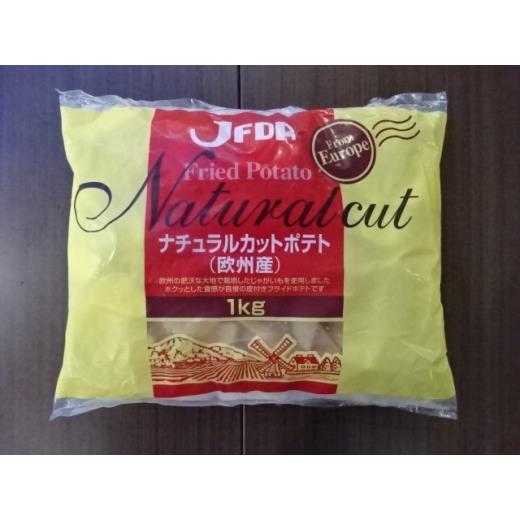 JFDA
From
Europe
Fried Potato
Natural cut
ナチュラルカットポテト
(欧州産)
欧州の肥沃な大地で栽培したじゃがいもを使用しました
ホクッとした食感が自慢の皮付きフライドポテトです
1kg